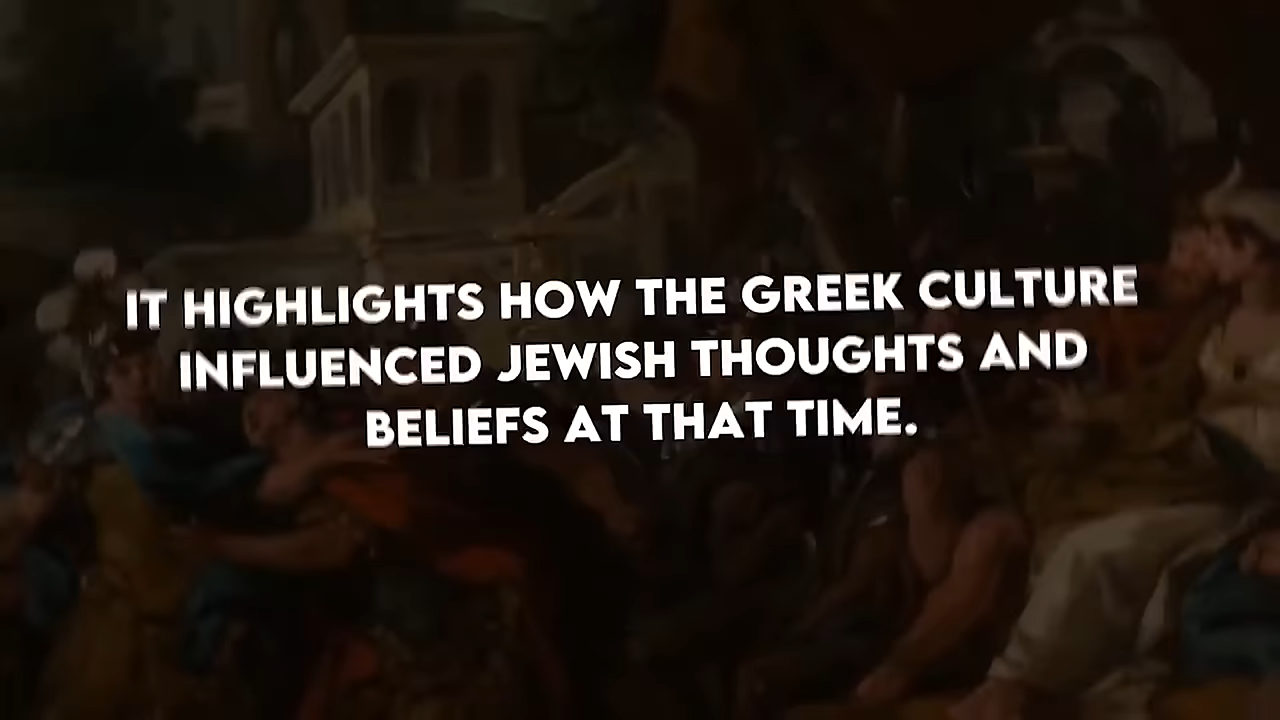 IT HIGHLIGHTS HOW THE GREEK CULTURE
INFLUENCED JEWISH THOUGHTS AND
BELIEFS AT THAT TIME.